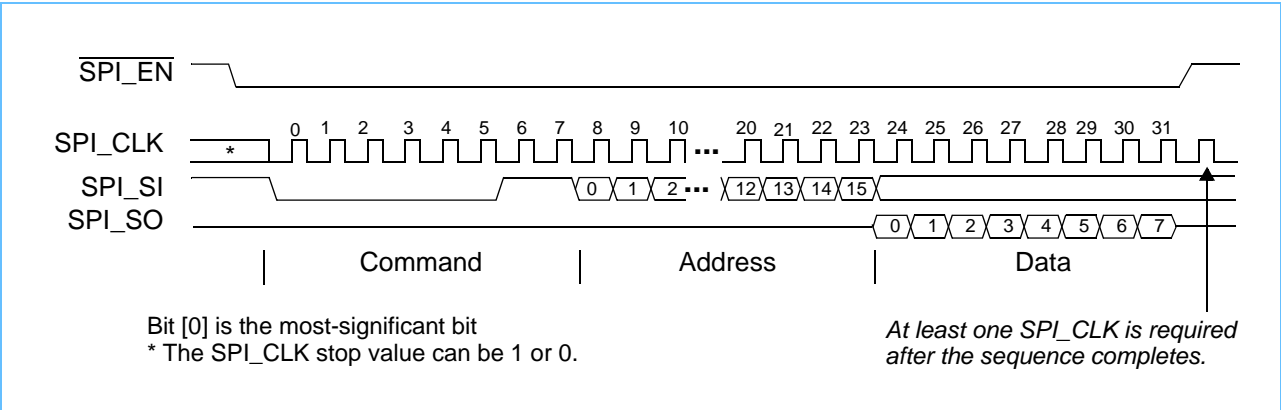 SPI_EN
SPI_CLK
0 1 2 3 4 5 6 7 8 9 10 ... 20 21 22 23 24 25 26 27 28 29 30 31
*
SPI_SI
0 1 2 ... 12 13 14 15
SPI_SO
0 1 2 3 4 5 6 7
Command Address Data
Bit [0] is the most-significant bit
* The SPI_CLK stop value can be 1 or 0.
At least one SPI_CLK is required
after the sequence completes.